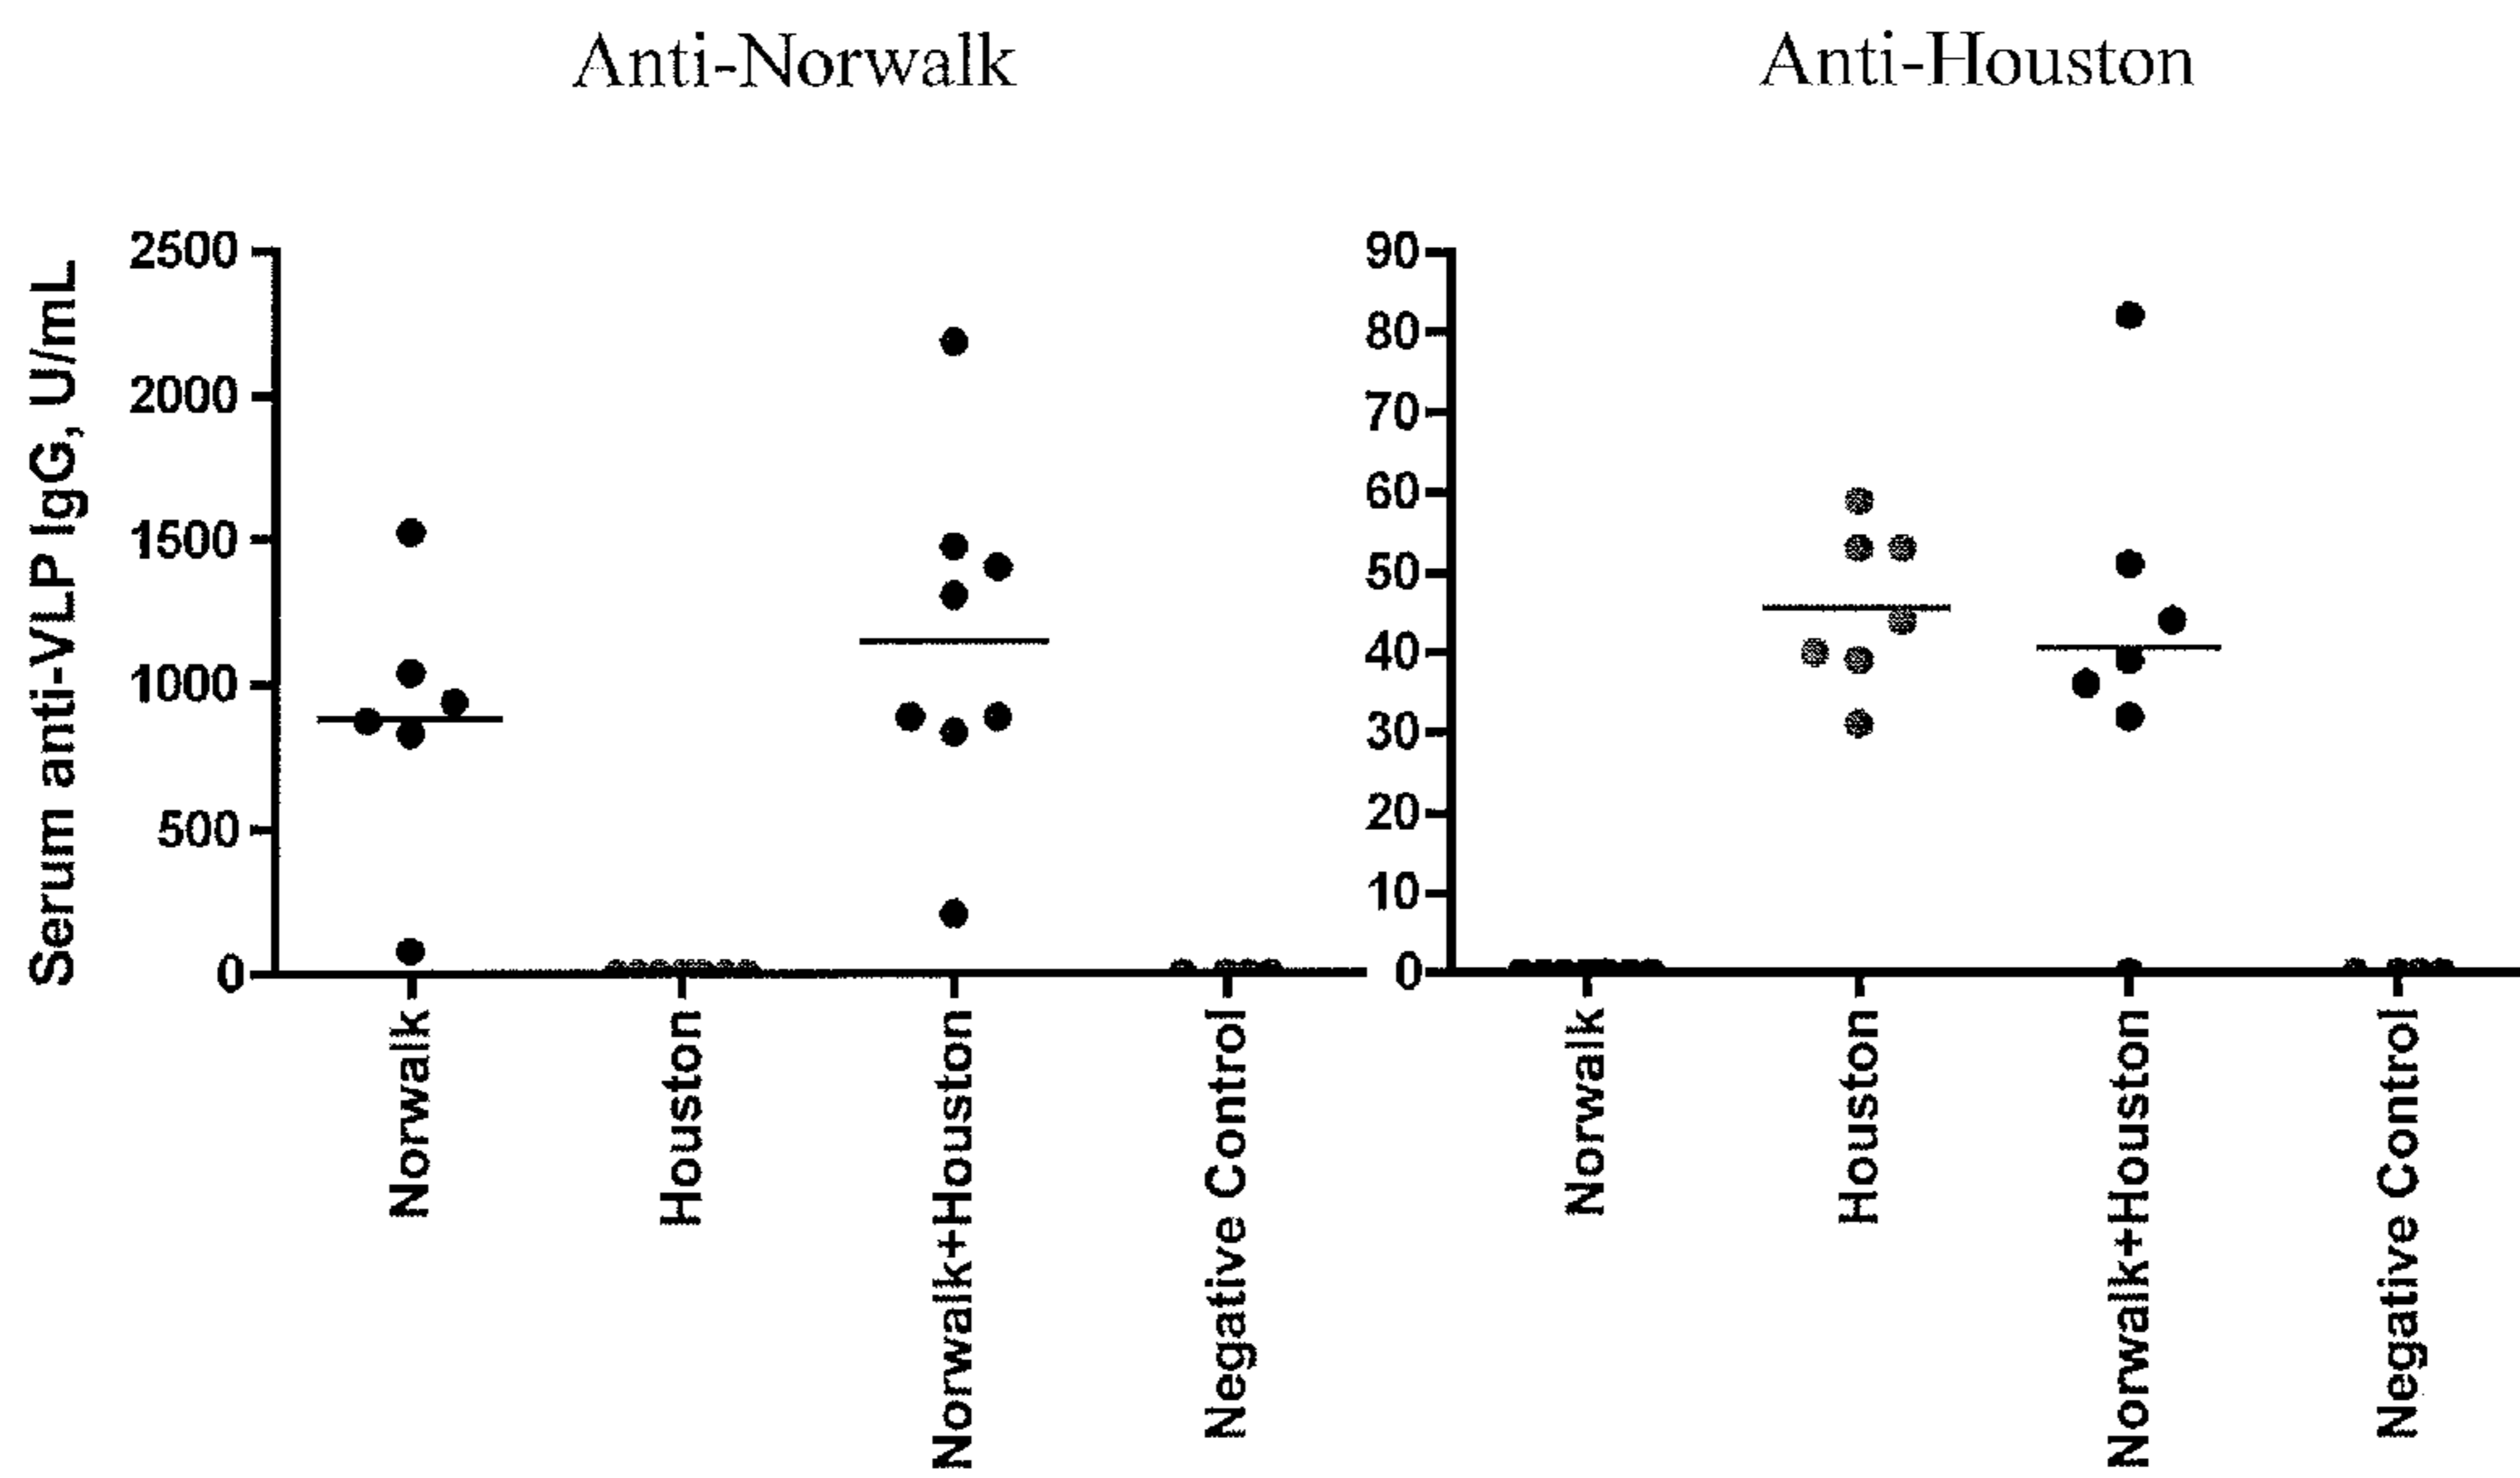 Anti-Norwalk
Serum anti-VLP IgG, U/mL
2500
2000
1500
1000
500
0
Norwalk
Houston
Norwalk+Houston
Negative Control
Anti-Houston
90
80
70
60
50
40
30
20
10
0
Norwalk
Houston
Norwalk+Houston
Negative Control